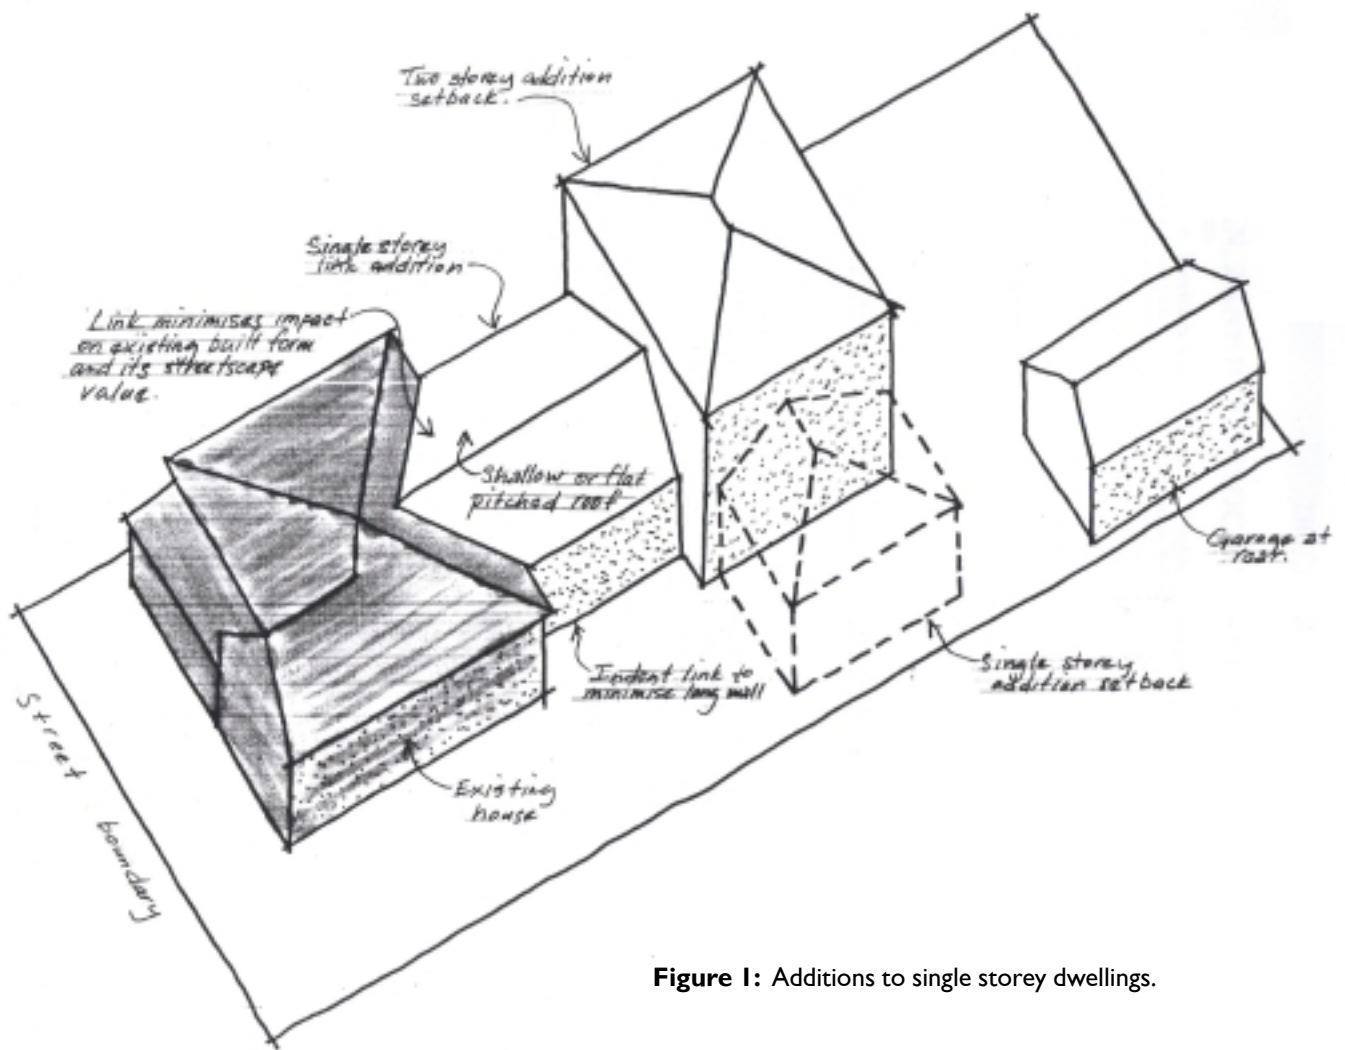 Two storey addition
setback.
Single storey
link addition
Link minimises impact
on existing built form
and its streetscape
value.
Shallow or flat
pitched roof
Garage at
rear.
Indent link to
minimise long wall
Single storey
addition setback
Existing
house
Street boundary
Figure 1: Additions to single storey dwellings.